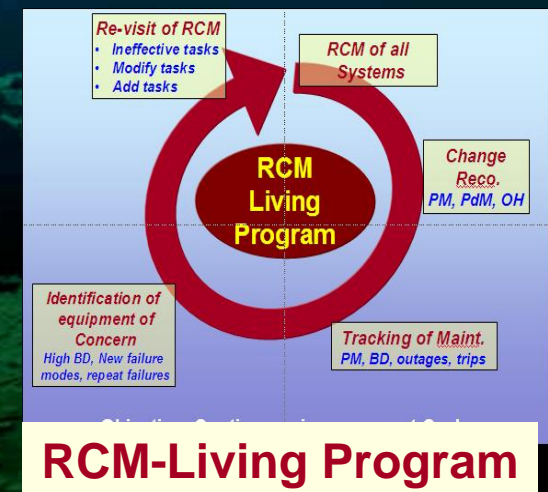 Re-visit of RCM
• Ineffective tasks
• Modify tasks
• Add tasks
RCM of all
Systems
Change
Reco.
PM, PdM, OH
Tracking of Maint.
PM, BD, outages, trips
Identification of
equipment of
Concern
High BD, New failure
modes, repeat failures
RCM
Living
Program
RCM-Living Program